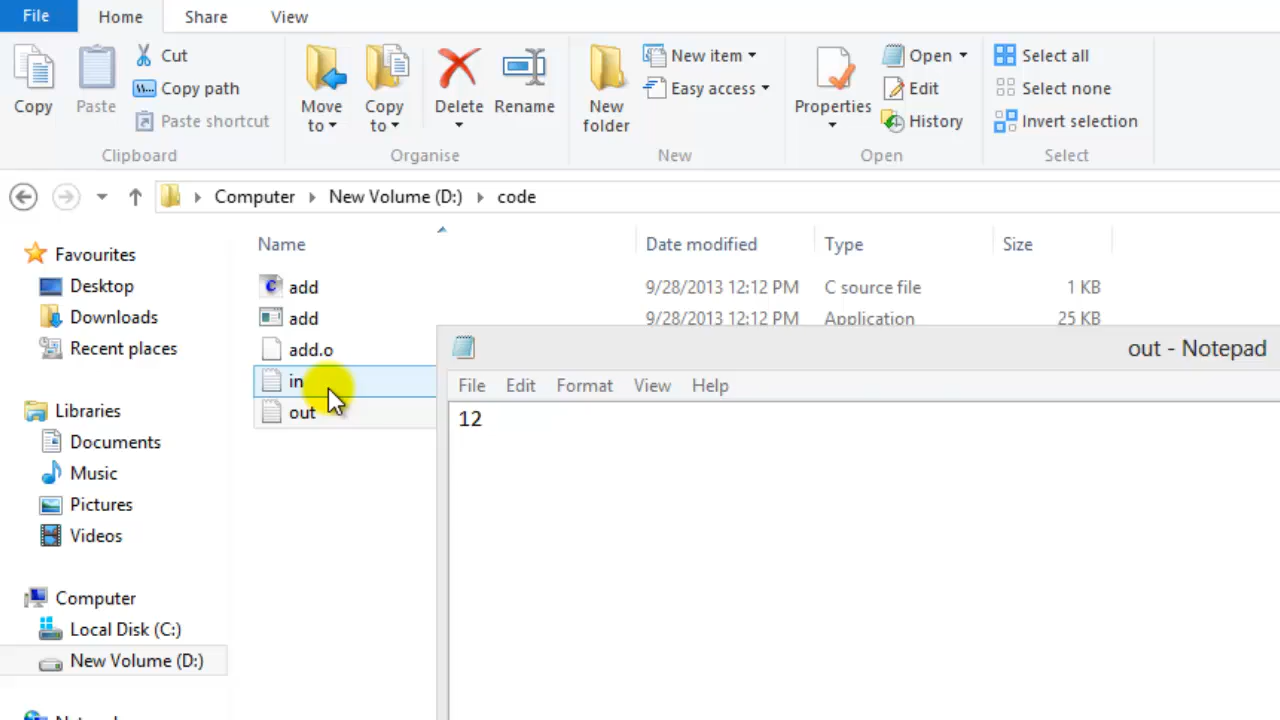 File Home Share View
Copy Paste Cut Copy path Paste shortcut Clipboard
Move to Copy to Delete Rename Organise
New folder New item Easy access New
Properties Open Edit History Open
Select all Select none Invert selection Select
Computer New Volume (D:) code
Name Date modified Type Size
Favourites
Desktop
Downloads
Recent places
Libraries
Documents
Music
Pictures
Videos
Computer
Local Disk (C:)
New Volume (D:)
add 9/28/2013 12:12 PM C source file 1 KB
add 9/28/2013 12:12 PM Application 25 KB
add.o
in
out
out - Notepad
File Edit Format View Help
12